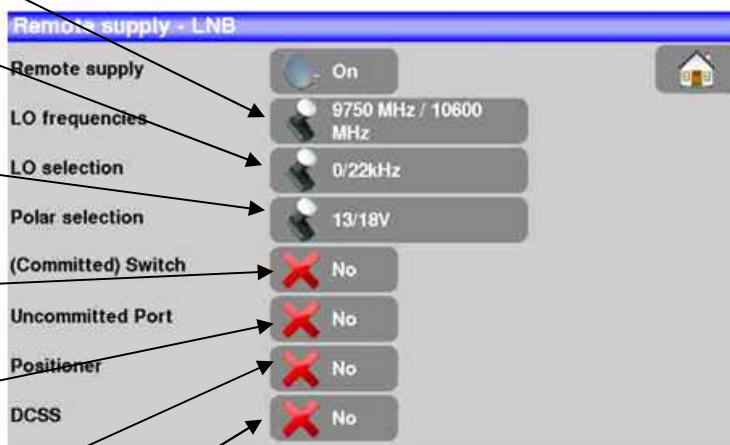 Remote supply - LNB
Remote supply
On
LO frequencies
9750 MHz / 10600
MHz
LO selection
0/22kHz
Polar selection
13/18V
(Committed) Switch
No
Uncommitted Port
No
Positioner
No
DCSS
No